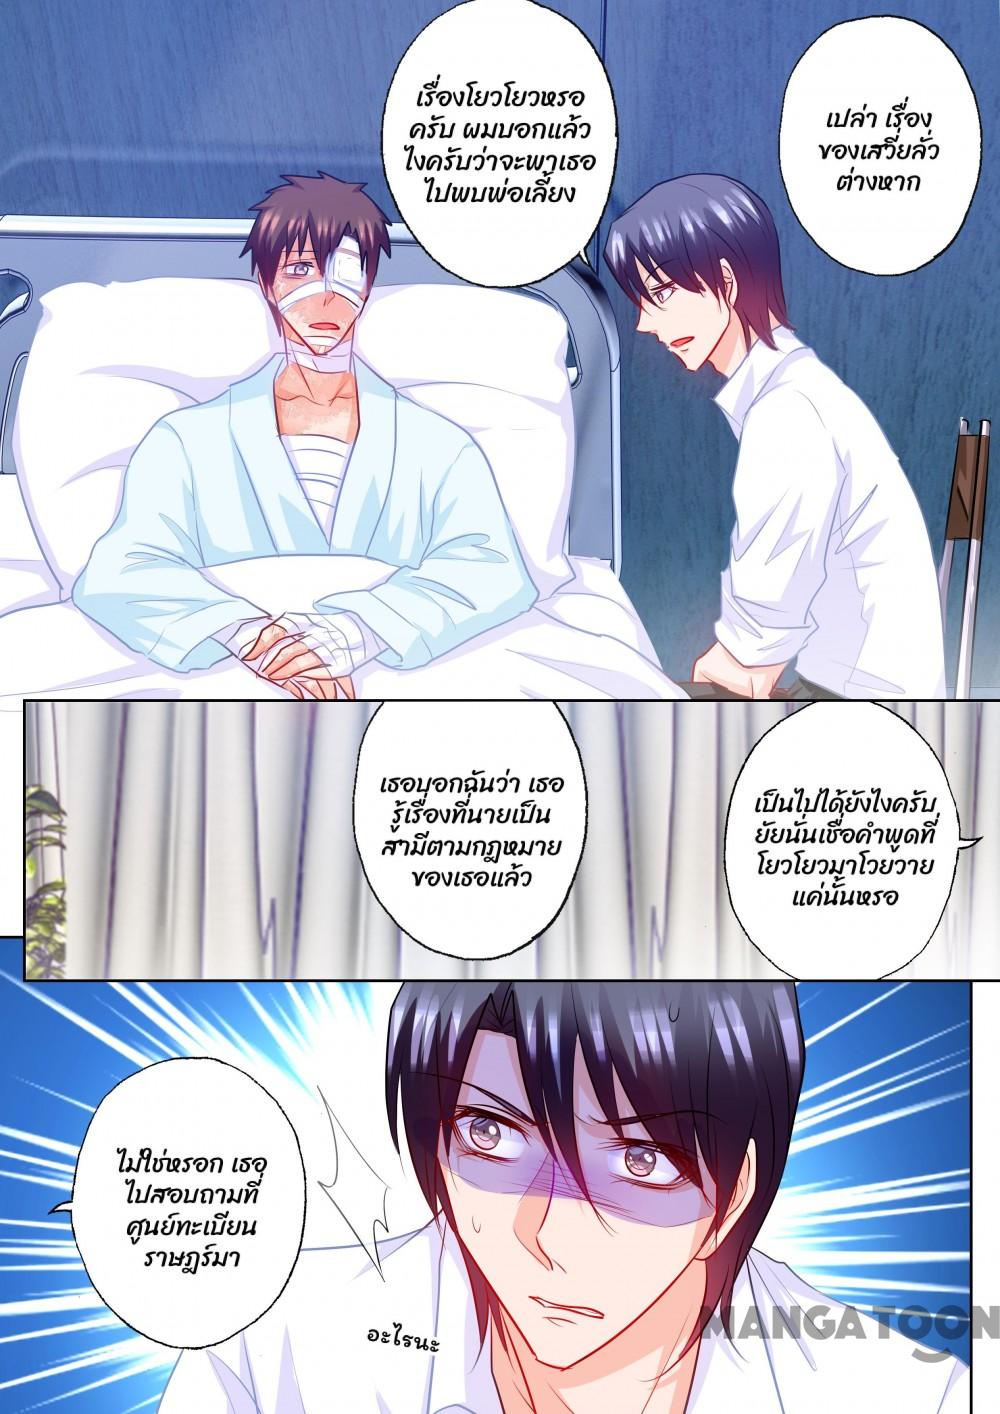 เรื่องโยวโยวหรอ
ครับ ผมบอกแล้ว
ไงครับว่าจะพาเธอ
ไปพบพ่อเลี้ยง
เปล่า เรื่อง
ของเสวี่ยลั่ว
ต่างหาก
เธอบอกฉันว่า เธอ
รู้เรื่องที่นายเป็น
สามีตามกฎหมาย
ของเธอแล้ว
เป็นไปได้ยังไงครับ
ยัยนั่นเชื่อคำพูดที่
โยวโยวมาโวยวาย
แค่นั้นหรอ
ไม่ใช่หรอก เธอ
ไปสอบถามที่
ศูนย์ทะเบียน
ราษฎร์มา
อะไรนะ
MANGATOON